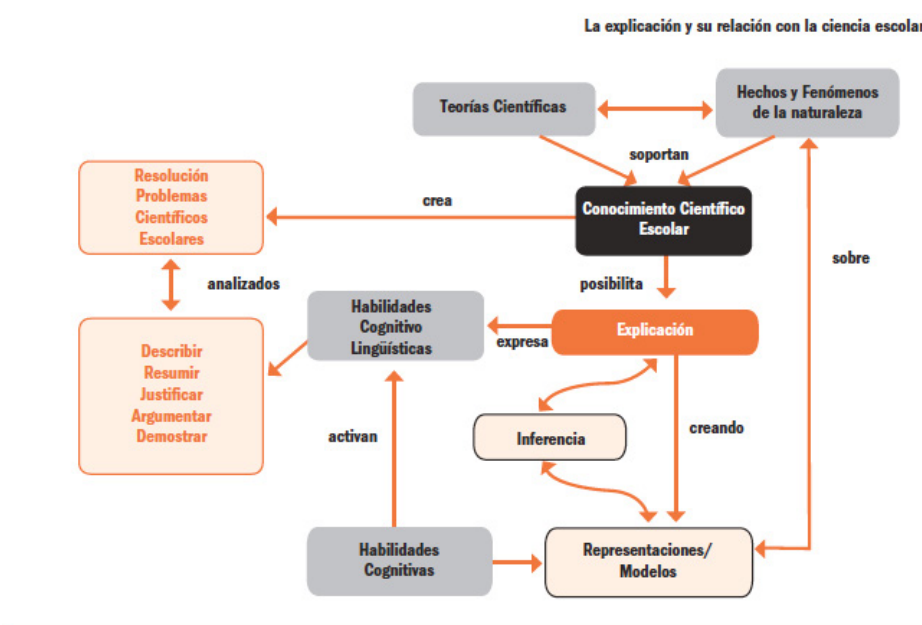 La explicación y su relación con la ciencia escolar
Teorías Científicas
Hechos y Fenómenos
de la naturaleza
soportan
Resolución
Problemas
Científicos
Escolares
crea
Conocimiento Científico
Escolar
sobre
analizados
posibilita
Habilidades
Cognitivo
Lingüísticas
expresa
Explicación
Describir
Resumir
Justificar
Argumentar
Demostrar
activan
Inferencia
creando
Habilidades
Cognitivas
Representaciones/
Modelos